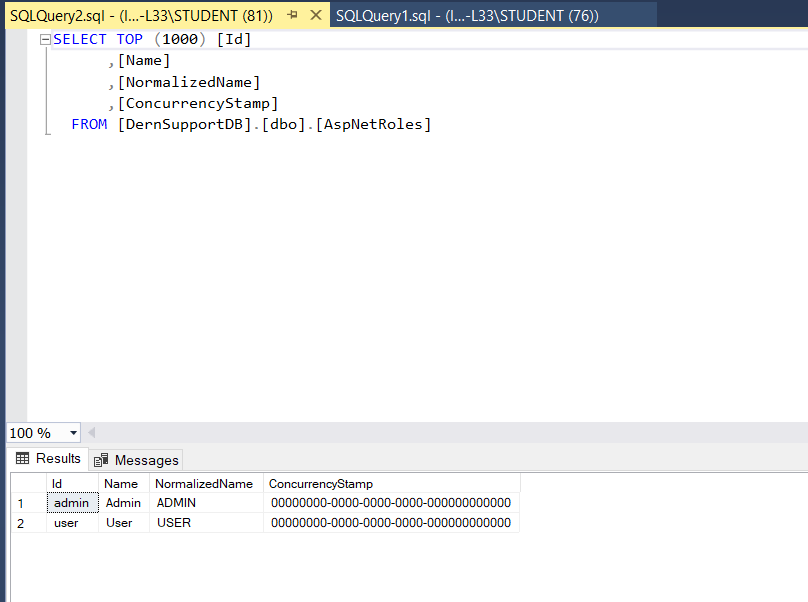 SQLQuery2.sql - (l...-L33\STUDENT (81)) SQLQuery1.sql - (l...-L33\STUDENT (76))
SELECT TOP (1000) [Id]
,[Name]
,[NormalizedName]
,[ConcurrencyStamp]
FROM [DernSupportDB].[dbo].[AspNetRoles]
100 %
Results Messages
Id Name NormalizedName ConcurrencyStamp
1 admin Admin ADMIN 00000000-0000-0000-0000-000000000000
2 user User USER 00000000-0000-0000-0000-000000000000